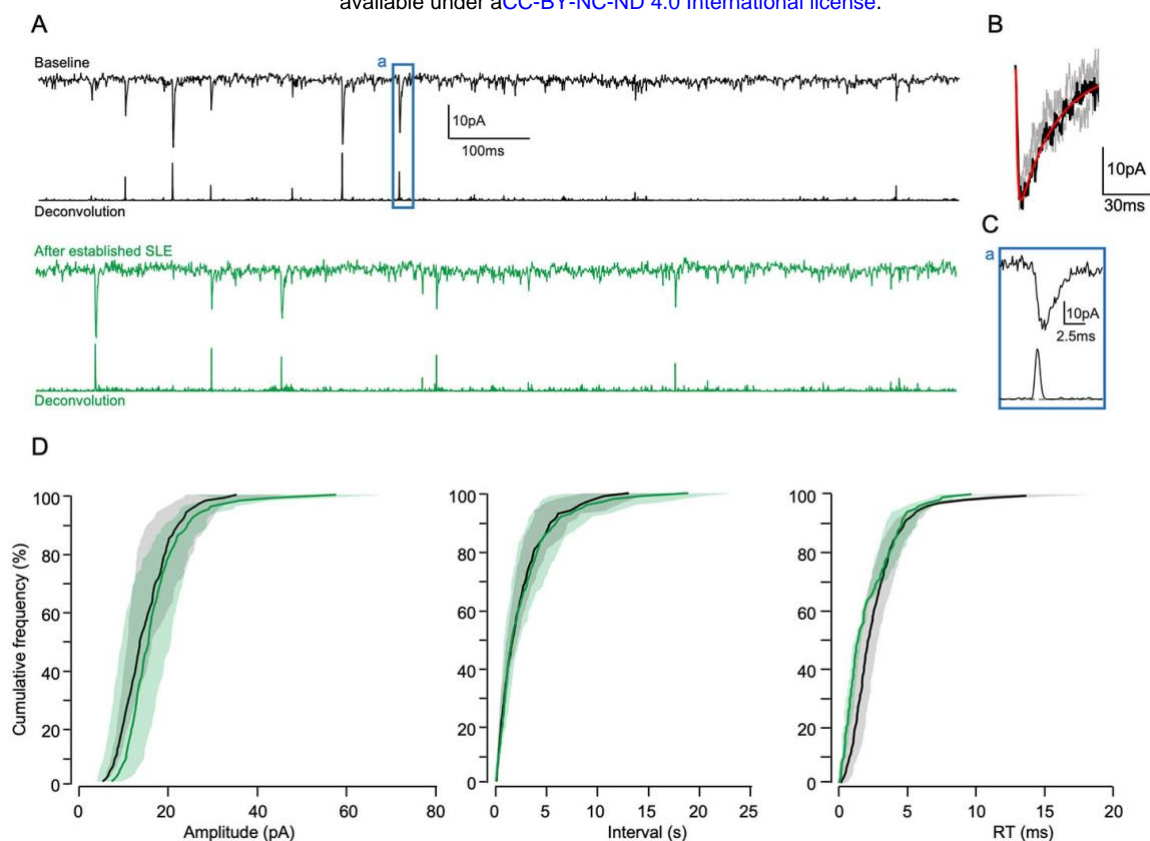 available under aCC-BY-NC-ND 4.0 International license.
A
B
Baseline
a
10pA
100ms
Deconvolution
10pA
30ms
C
After established SLE
a
10pA
2.5ms
Deconvolution
D
Cumulative frequency (%)
100
80
60
40
20
0
0 20 40 60 80
Amplitude (pA)
100
80
60
40
20
0
0 5 10 15 20 25
Interval (s)
100
80
60
40
20
0
0 5 10 15 20
RT (ms)